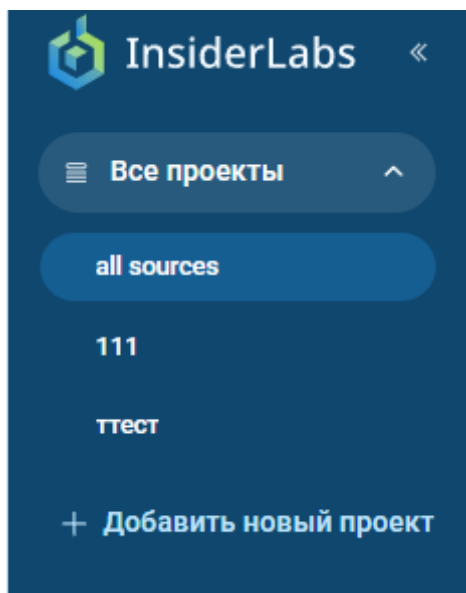 InsiderLabs «
Все проекты
all sources
111
ттест
+ Добавить новый проект